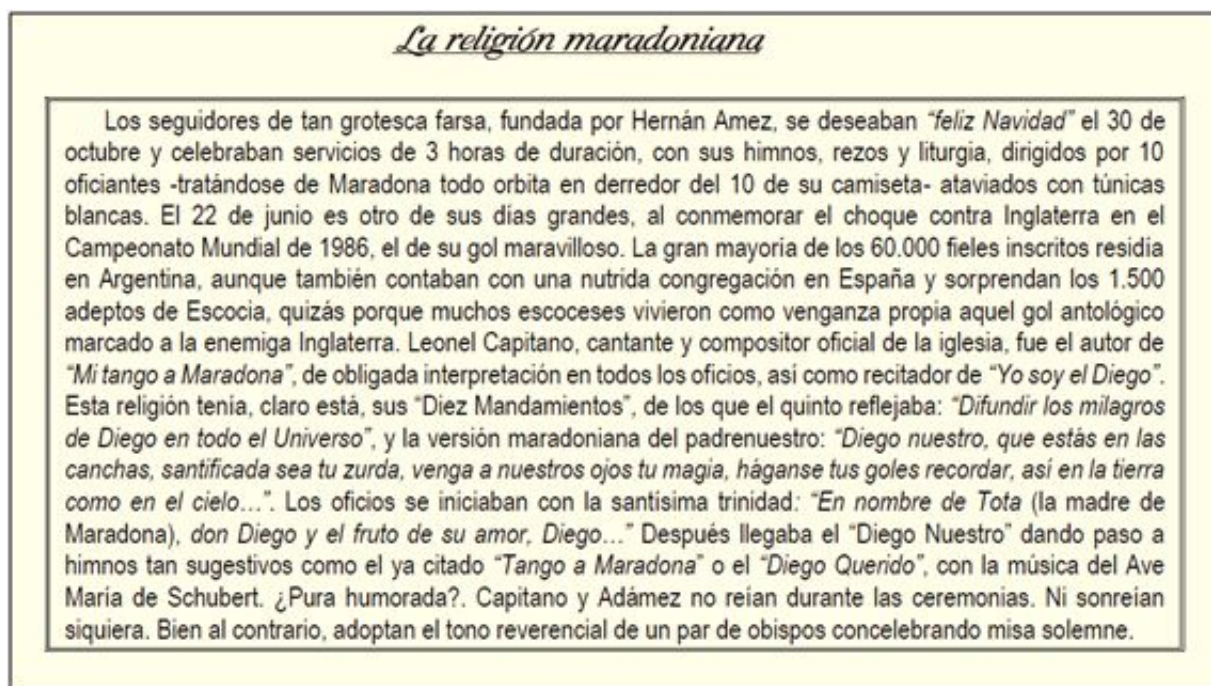 La religión maradoniana
Los seguidores de tan grotesca farsa, fundada por Hernán Amez, se deseaban “feliz Navidad” el 30 de
octubre y celebraban servicios de 3 horas de duración, con sus himnos, rezos y liturgia, dirigidos por 10
oficiantes -tratándose de Maradona todo orbita en derredor del 10 de su camiseta- ataviados con túnicas
blancas. El 22 de junio es otro de sus días grandes, al conmemorar el choque contra Inglaterra en el
Campeonato Mundial de 1986, el de su gol maravilloso. La gran mayoría de los 60.000 fieles inscritos residía
en Argentina, aunque también contaban con una nutrida congregación en España y sorprendan los 1.500
adeptos de Escocia, quizás porque muchos escoceses vivieron como venganza propia aquel gol antológico
marcado a la enemiga Inglaterra. Leonel Capitano, cantante y compositor oficial de la iglesia, fue el autor de
“Mi tango a Maradona”, de obligada interpretación en todos los oficios, así como recitador de “Yo soy el Diego”.
Esta religión tenía, claro está, sus “Diez Mandamientos”, de los que el quinto reflejaba: “Difundir los milagros
de Diego en todo el Universo”, y la versión maradoniana del padrenuestro: “Diego nuestro, que estás en las
canchas, santificada sea tu zurda, venga a nuestros ojos tu magia, háganse tus goles recordar, así en la tierra
como en el cielo…”. Los oficios se iniciaban con la santísima trinidad: “En nombre de Tota (la madre de
Maradona), don Diego y el fruto de su amor, Diego…” Después llegaba el “Diego Nuestro” dando paso a
himnos tan sugestivos como el ya citado “Tango a Maradona” o el “Diego Querido”, con la música del Ave
María de Schubert. ¿Pura humorada?. Capitano y Adámez no reían durante las ceremonias. Ni sonreían
siquiera. Bien al contrario, adoptan el tono reverencial de un par de obispos concelebrando misa solemne.